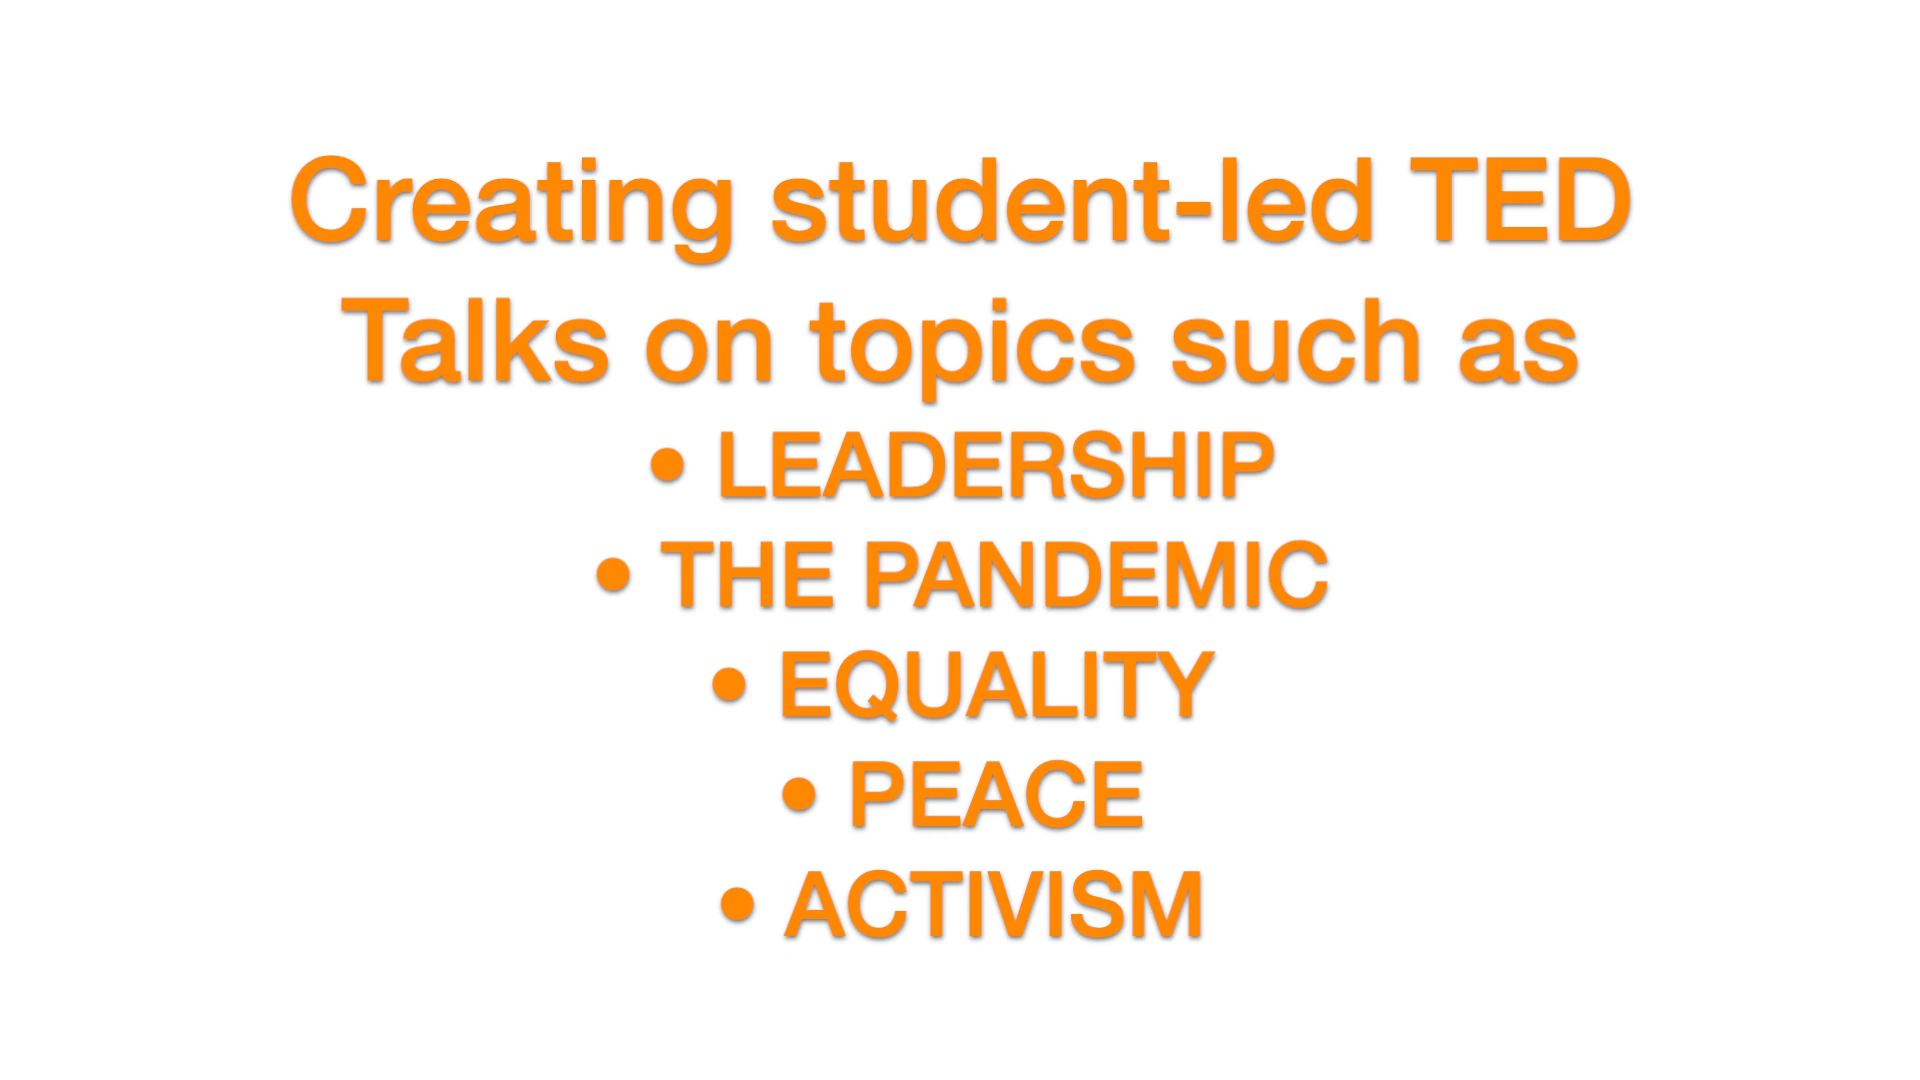 Creating student-led TED
Talks on topics such as
• LEADERSHIP
• THE PANDEMIC
• EQUALITY
• PEACE
• ACTIVISM